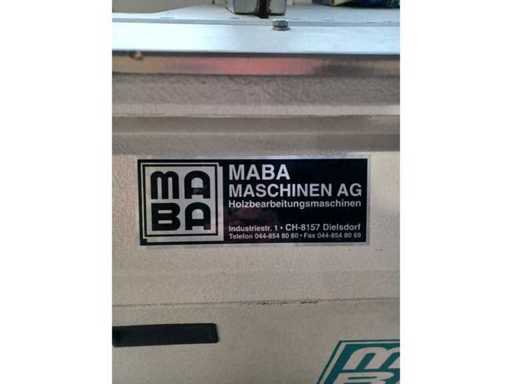 MA
BA
MABA
MASCHINEN AG
Holzbearbeitungsmaschinen
Industriestr. 1 • CH-8157 Dielsdorf
Telefon 044-854 80 80 • Fax 044-854 80 69
M
B